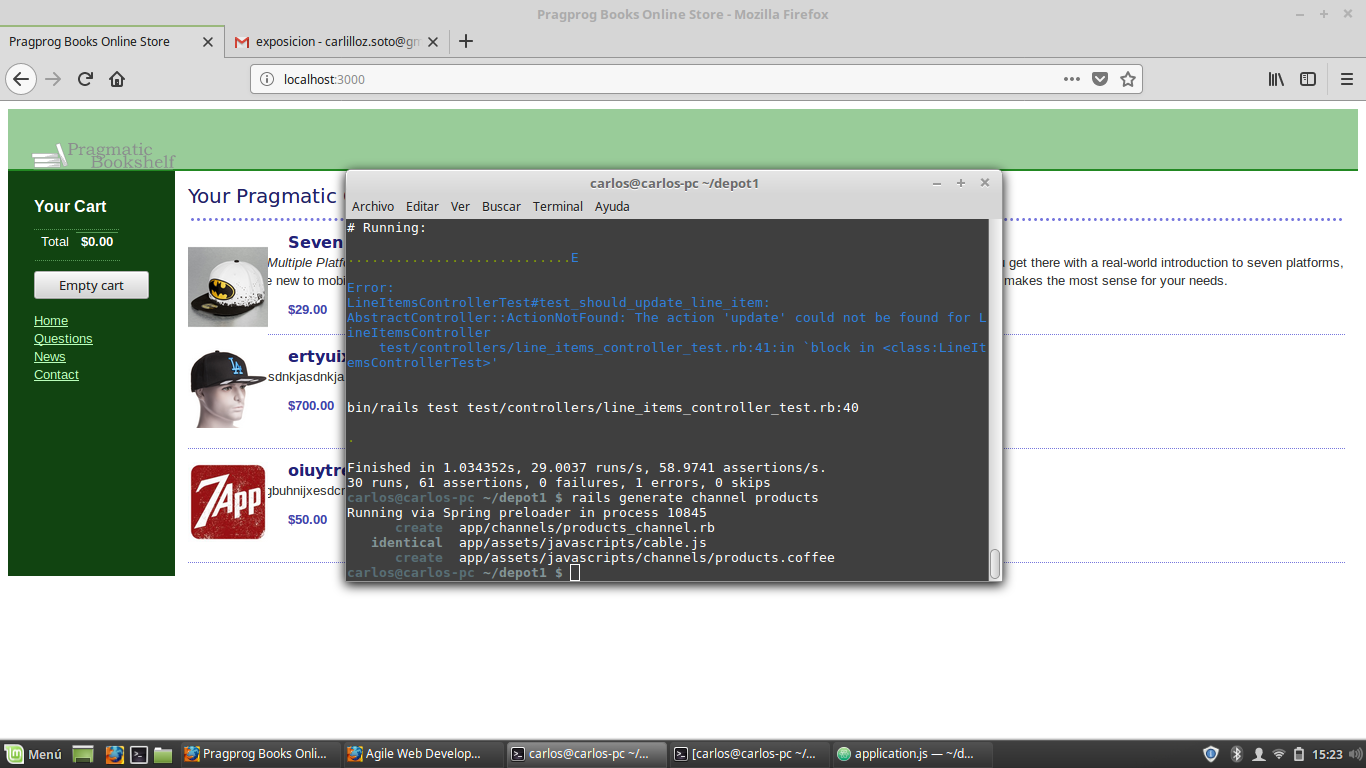 Pragprog Books Online Store - Mozilla Firefox
Pragprog Books Online Store
exposicion - carlilloz.soto@gm
localhost:3000
Pragmatic
Bookshelf
Your Cart
Total $0.00
Empty cart
Home
Questions
News
Contact
Your Pragmatic
Seven
Multiple Platf
u get there with a real-world introduction to seven platforms,
e new to mobi
makes the most sense for your needs.
$29.00
ertyuix
sdnkjasdnkja
$700.00
7App
oiuytre
gbuhnijxesdcr
$50.00
carlos@carlos-pc ~/depot1
Archivo Editar Ver Buscar Terminal Ayuda
# Running:
............................E
Error:
LineItemsControllerTest#test_should_update_line_item:
AbstractController::ActionNotFound: The action 'update' could not be found for L
ineItemsController
test/controllers/line_items_controller_test.rb:41:in `block in <class:LineIt
emsControllerTest>'
bin/rails test test/controllers/line_items_controller_test.rb:40
.
Finished in 1.034352s, 29.0037 runs/s, 58.9741 assertions/s.
30 runs, 61 assertions, 0 failures, 1 errors, 0 skips
carlos@carlos-pc ~/depot1 $ rails generate channel products
Running via Spring preloader in process 10845
create app/channels/products_channel.rb
identical app/assets/javascripts/cable.js
create app/assets/javascripts/channels/products.coffee
carlos@carlos-pc ~/depot1 $
Menú
Pragprog Books Onli...
Agile Web Develop...
carlos@carlos-pc ~/...
[carlos@carlos-pc ~/...
application.js — ~/d...
15:23